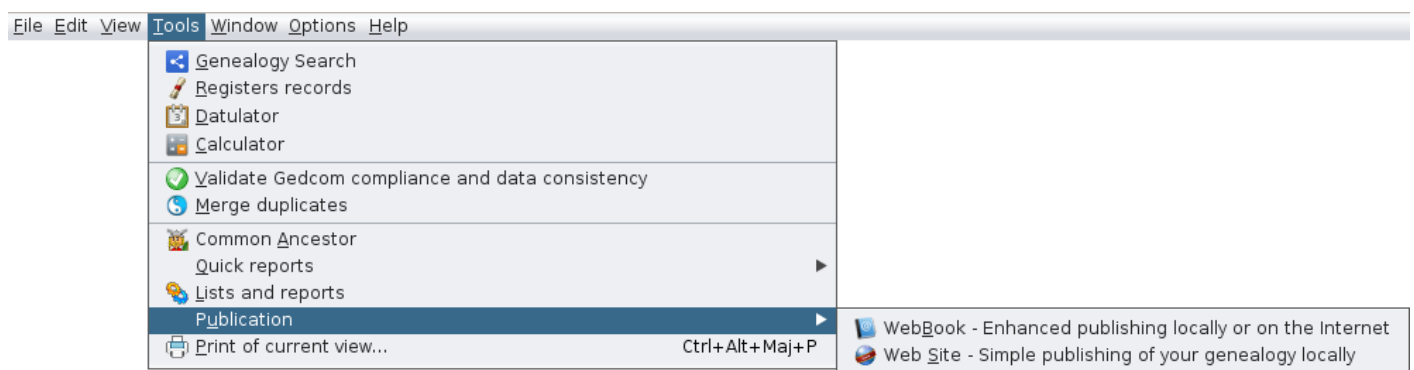 File Edit View Tools Window Options Help
Genealogy Search
Registers records
Datulator
Calculator
Validate Gedcom compliance and data consistency
Merge duplicates
Common Ancestor
Quick reports
Lists and reports
Publication
WebBook - Enhanced publishing locally or on the Internet
Print of current view... Ctrl+Alt+Maj+P
Web Site - Simple publishing of your genealogy locally